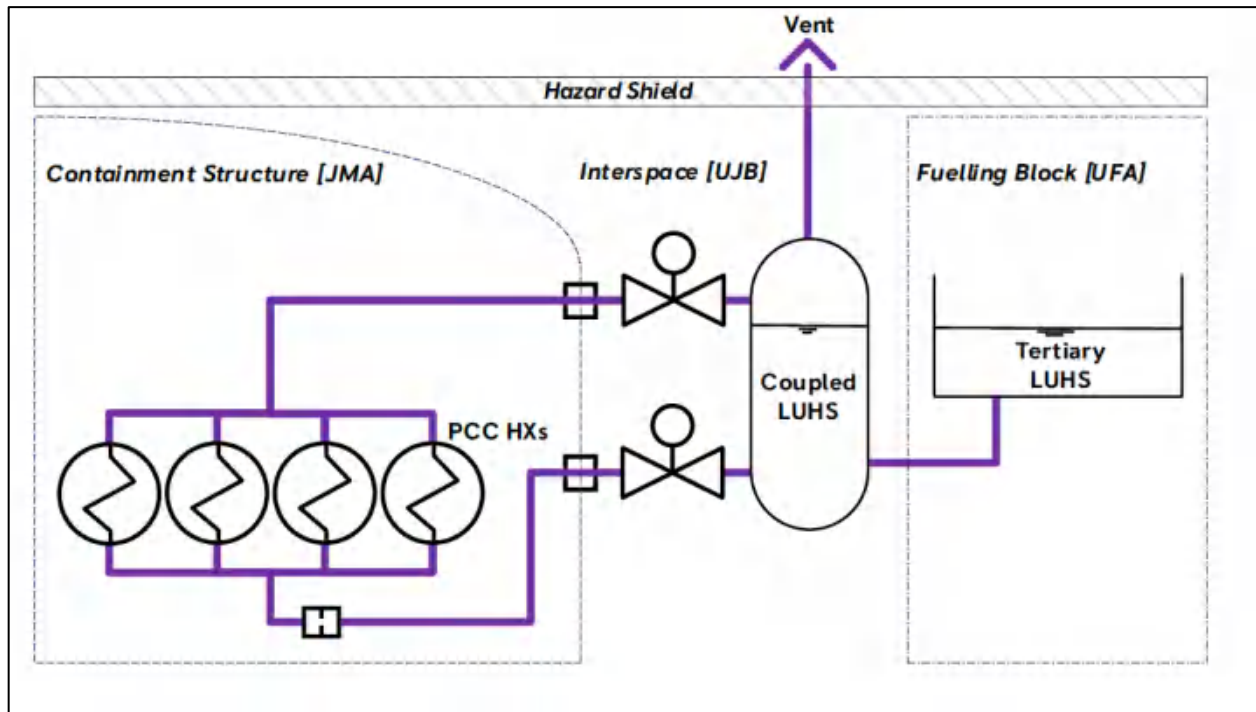 Vent
Hazard Shield
Containment Structure [JMA]
Interspace [UJB]
Fuelling Block [UFA]
PCC HXs
Coupled
LUHS
Tertiary
LUHS